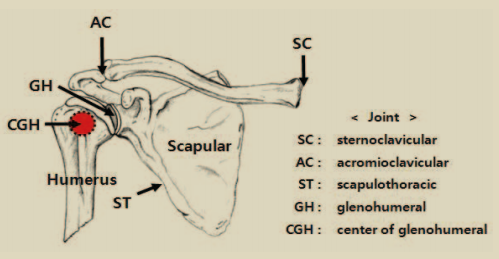 AC
SC
GH
CGH
Scapular
Humerus
ST
< Joint >
SC : sternoclavicular
AC : acromioclavicular
ST : scapulothoracic
GH : glenohumeral
CGH : center of glenohumeral